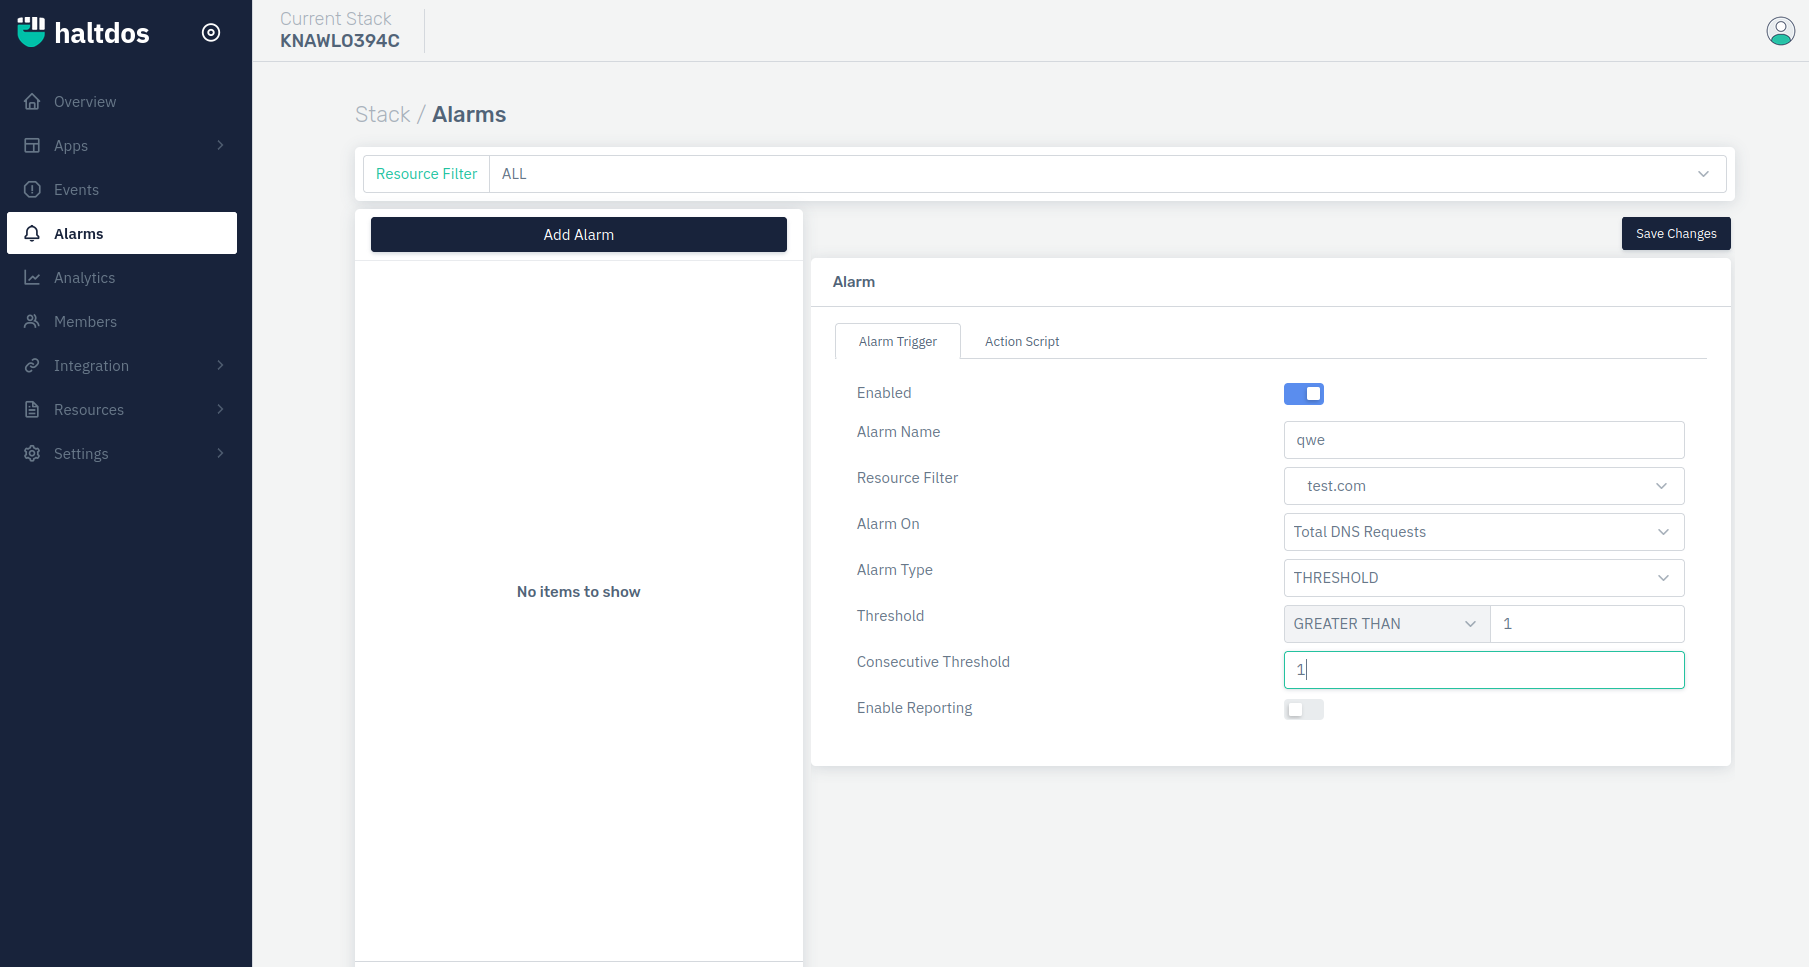 haltdos
Current Stack
KNAWLO394C
Overview
Apps
Events
Alarms
Analytics
Members
Integration
Resources
Settings
Stack / Alarms
Resource Filter ALL
Add Alarm
No items to show
Save Changes
Alarm
Alarm Trigger Action Script
Enabled
Alarm Name qwe
Resource Filter test.com
Alarm On Total DNS Requests
Alarm Type THRESHOLD
Threshold GREATER THAN 1
Consecutive Threshold 1
Enable Reporting